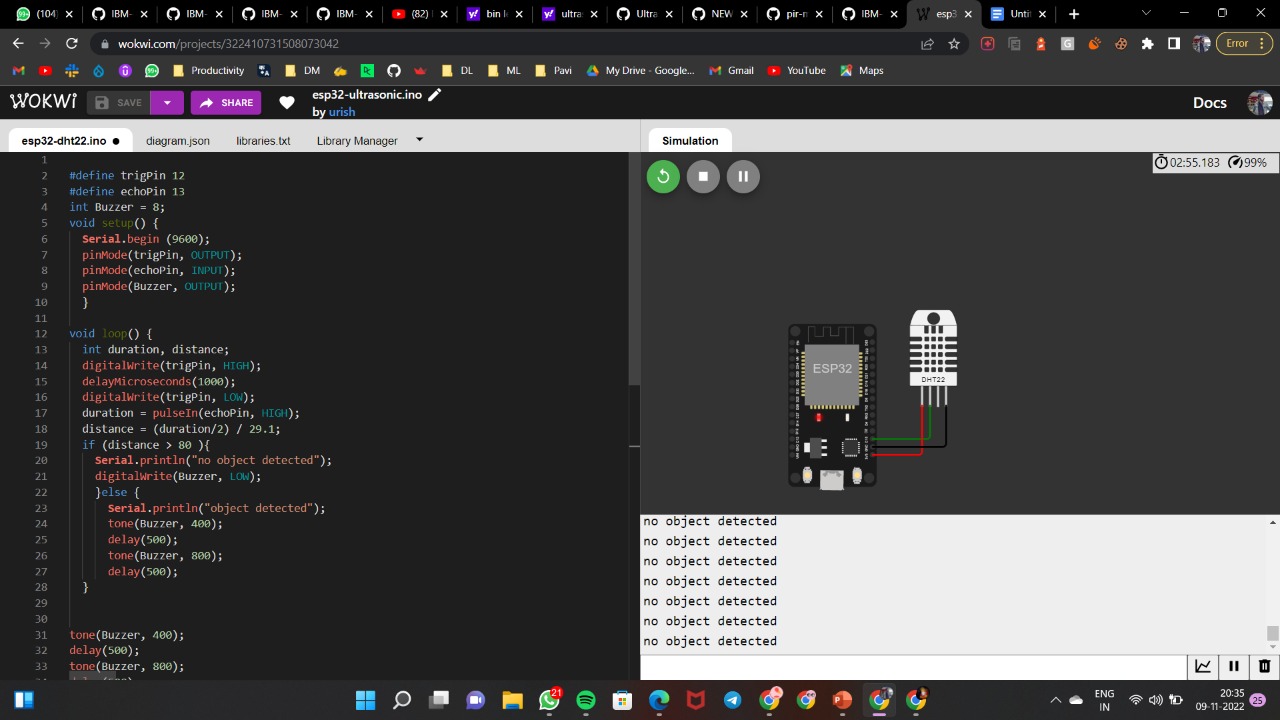 (104)
IBM-
IBM-
IBM-
IBM-
(82)
bin le
ultras
Ultra
NEW
pir-n
IBM-
esp3
Unti
wokwi.com/projects/322410731508073042
Error
99+
Productivity
DM
DL
ML
Pavi
My Drive - Google...
Gmail
YouTube
Maps
WOKWI
SAVE
SHARE
esp32-ultrasonic.ino
by urish
Docs
esp32-dht22.ino
diagram.json
libraries.txt
Library Manager
Simulation
02:55.183
99%
1
2 #define trigPin 12
3 #define echoPin 13
4 int Buzzer = 8;
5 void setup() {
6 Serial.begin (9600);
7 pinMode(trigPin, OUTPUT);
8 pinMode(echoPin, INPUT);
9 pinMode(Buzzer, OUTPUT);
10 }
11
12 void loop() {
13 int duration, distance;
14 digitalWrite(trigPin, HIGH);
15 delayMicroseconds(1000);
16 digitalWrite(trigPin, LOW);
17 duration = pulseIn(echoPin, HIGH);
18 distance = (duration/2) / 29.1;
19 if (distance > 80 ){
20 Serial.println("no object detected");
21 digitalWrite(Buzzer, LOW);
22 }else {
23 Serial.println("object detected");
24 tone(Buzzer, 400);
25 delay(500);
26 tone(Buzzer, 800);
27 delay(500);
28 }
29
30
31 tone(Buzzer, 400);
32 delay(500);
33 tone(Buzzer, 800);
ESP32
DHT22
no object detected
no object detected
no object detected
no object detected
no object detected
no object detected
no object detected
21
ENG
IN
20:35
09-11-2022
25